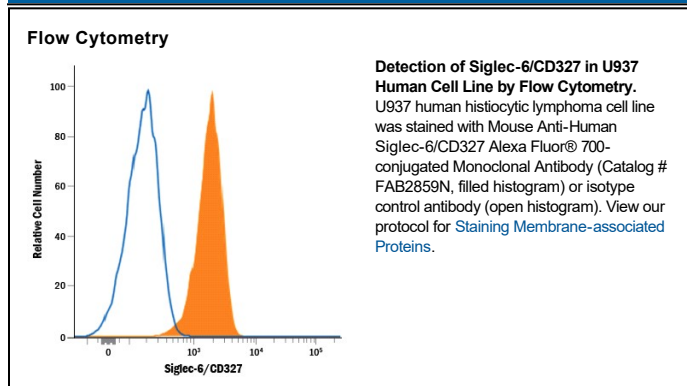 Flow Cytometry
100
80
60
40
20
0
Relative Cell Number
0 10³ 10⁴ 10⁵
Siglec-6/CD327
Detection of Siglec-6/CD327 in U937
Human Cell Line by Flow Cytometry.
U937 human histiocytic lymphoma cell line
was stained with Mouse Anti-Human
Siglec-6/CD327 Alexa Fluor® 700-
conjugated Monoclonal Antibody (Catalog #
FAB2859N, filled histogram) or isotype
control antibody (open histogram). View our
protocol for Staining Membrane-associated
Proteins.